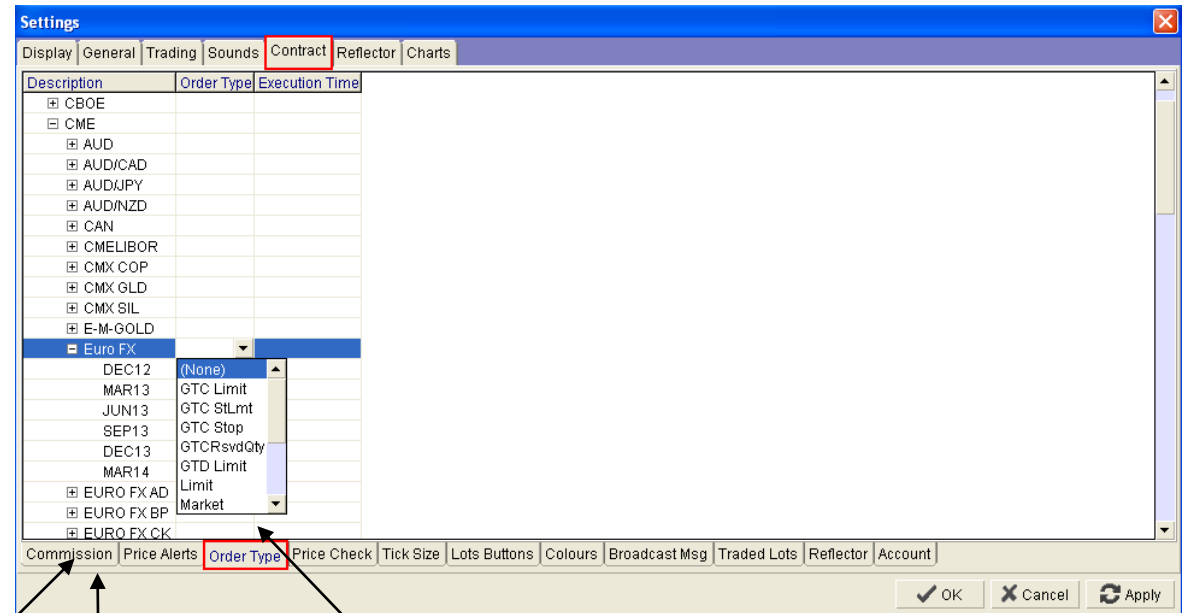 Settings
Display General Trading Sounds Contract Reflector Charts
Description Order Type Execution Time
CBOE
CME
AUD
AUD/CAD
AUD/JPY
AUD/NZD
CAN
CMELIBOR
CMX COP
CMX GLD
CMX SIL
E-M-GOLD
Euro FX
DEC12 (None)
MAR13 GTC Limit
JUN13 GTC StLmt
SEP13 GTC Stop
DEC13 GTCRsvdQty
MAR14 GTD Limit
EURO FX AD Limit
EURO FX BP Market
EURO FX CK
Commission Price Alerts Order Type Price Check Tick Size Lots Buttons Colours Broadcast Msg Traded Lots Reflector Account
OK Cancel Apply